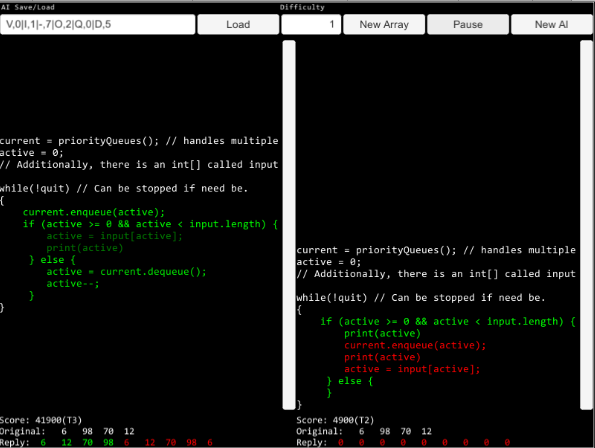 AI Save/Load Difficulty
V,0|I,1|-,7|O,2|Q,0|D,5 Load 1 New Array Pause New AI
current = priorityQueues(); // handles multiple
active = 0;
// Additionally, there is an int[] called input
while(!quit) // Can be stopped if need be.
{
current.enqueue(active);
if (active >= 0 && active < input.length) {
active = input[active];
print(active)
} else {
active = current.dequeue();
active--;
}
}
Score: 41900(T3)
Original: 6 98 70 12
Reply: 6 12 70 98 6 12 70 98 6
current = priorityQueues(); // handles multiple
active = 0;
// Additionally, there is an int[] called input
while(!quit) // Can be stopped if need be.
{
if (active >= 0 && active < input.length) {
print(active)
current.enqueue(active);
print(active)
active = input[active];
} else {
}
}
Score: 4900(T2)
Original: 6 98 70 12
Reply: 0 0 0 0 0 0 0 0 0